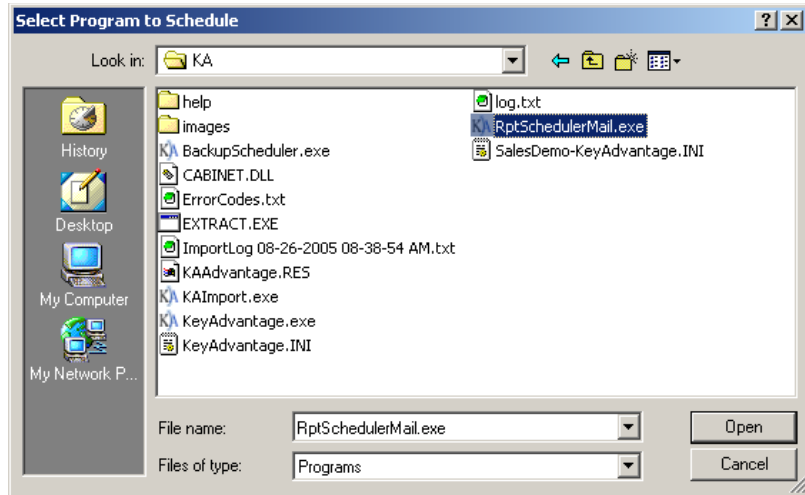 Select Program to Schedule
Look in: KA
History
Desktop
My Computer
My Network P...
help
images
BackupScheduler.exe
CABINET.DLL
ErrorCodes.txt
EXTRACT.EXE
ImportLog 08-26-2005 08-38-54 AM.txt
KAAdvantage.RES
KAImport.exe
KeyAdvantage.exe
KeyAdvantage.INI
log.txt
RptSchedulerMail.exe
SalesDemo-KeyAdvantage.INI
File name: RptSchedulerMail.exe Open
Files of type: Programs Cancel